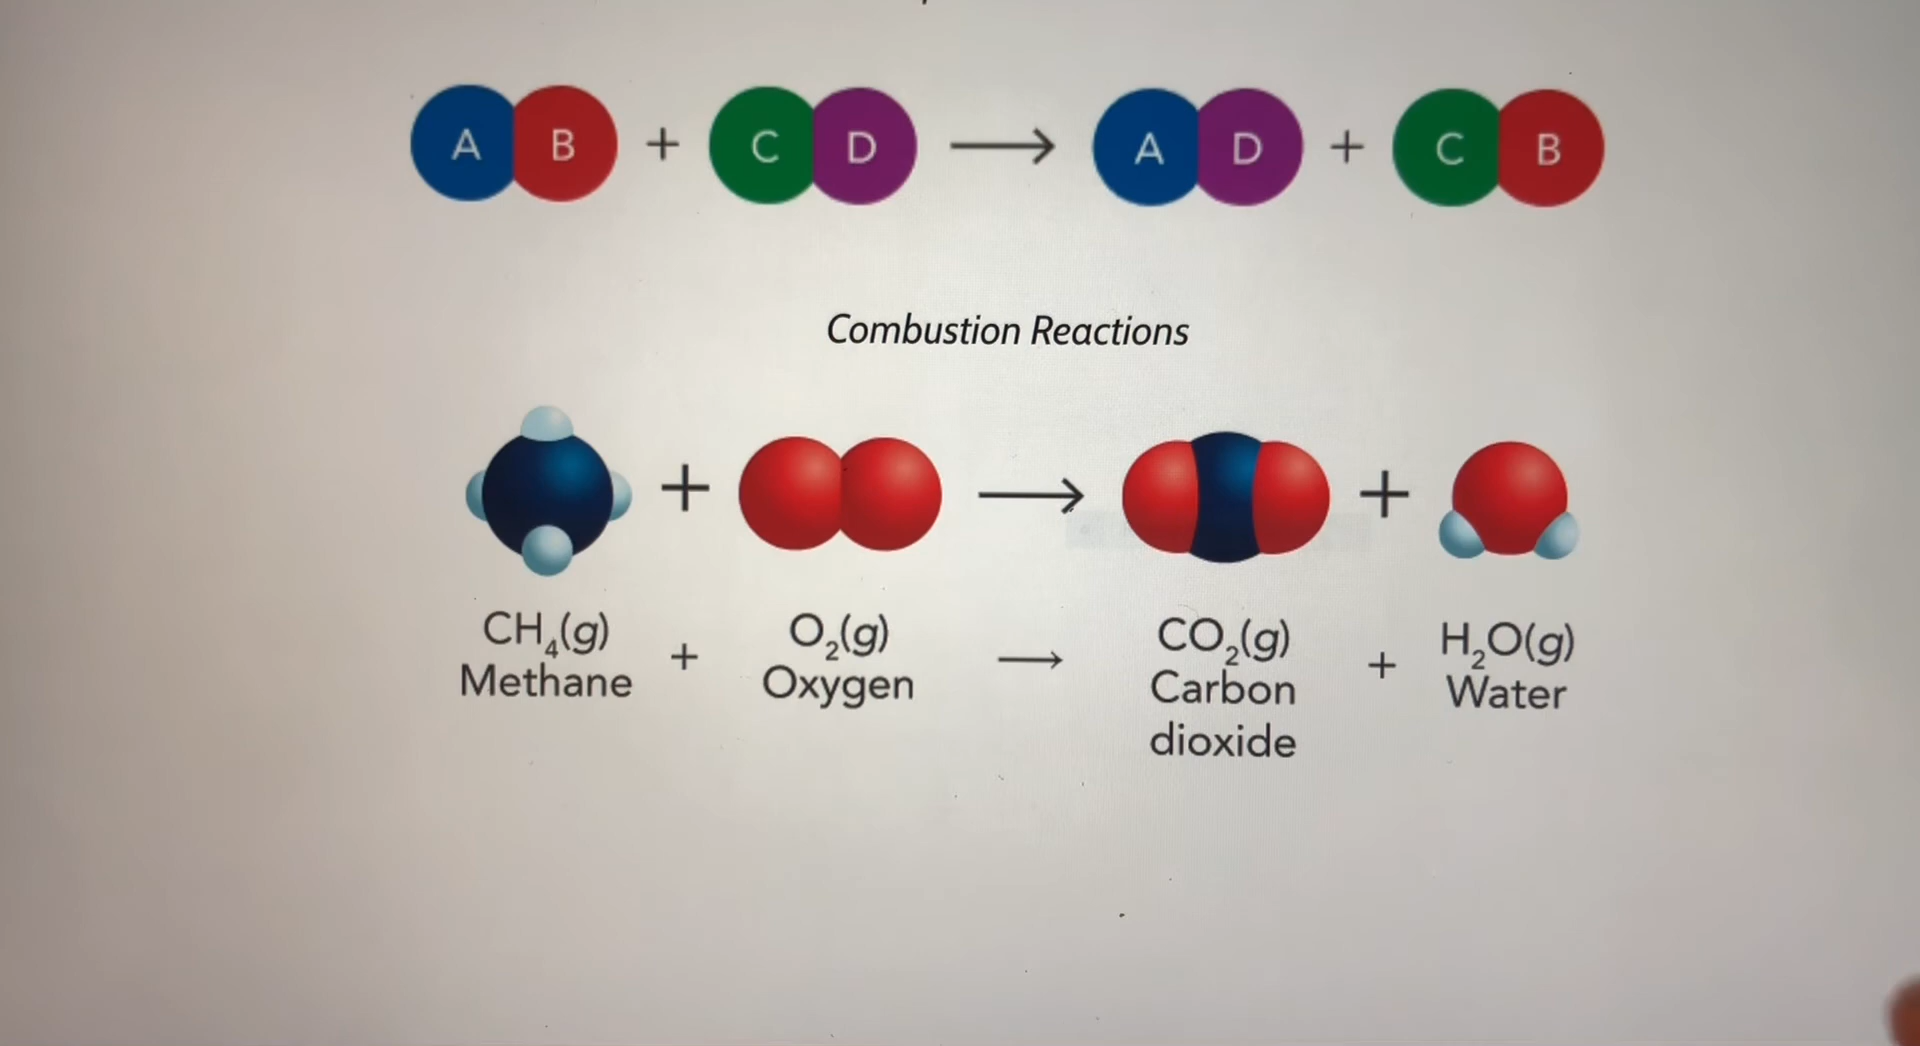 A B + C D → A D + C B
Combustion Reactions
+ → +
CH₄(g) + O₂(g) → CO₂(g) + H₂O(g)
Methane Oxygen Carbon Water
dioxide